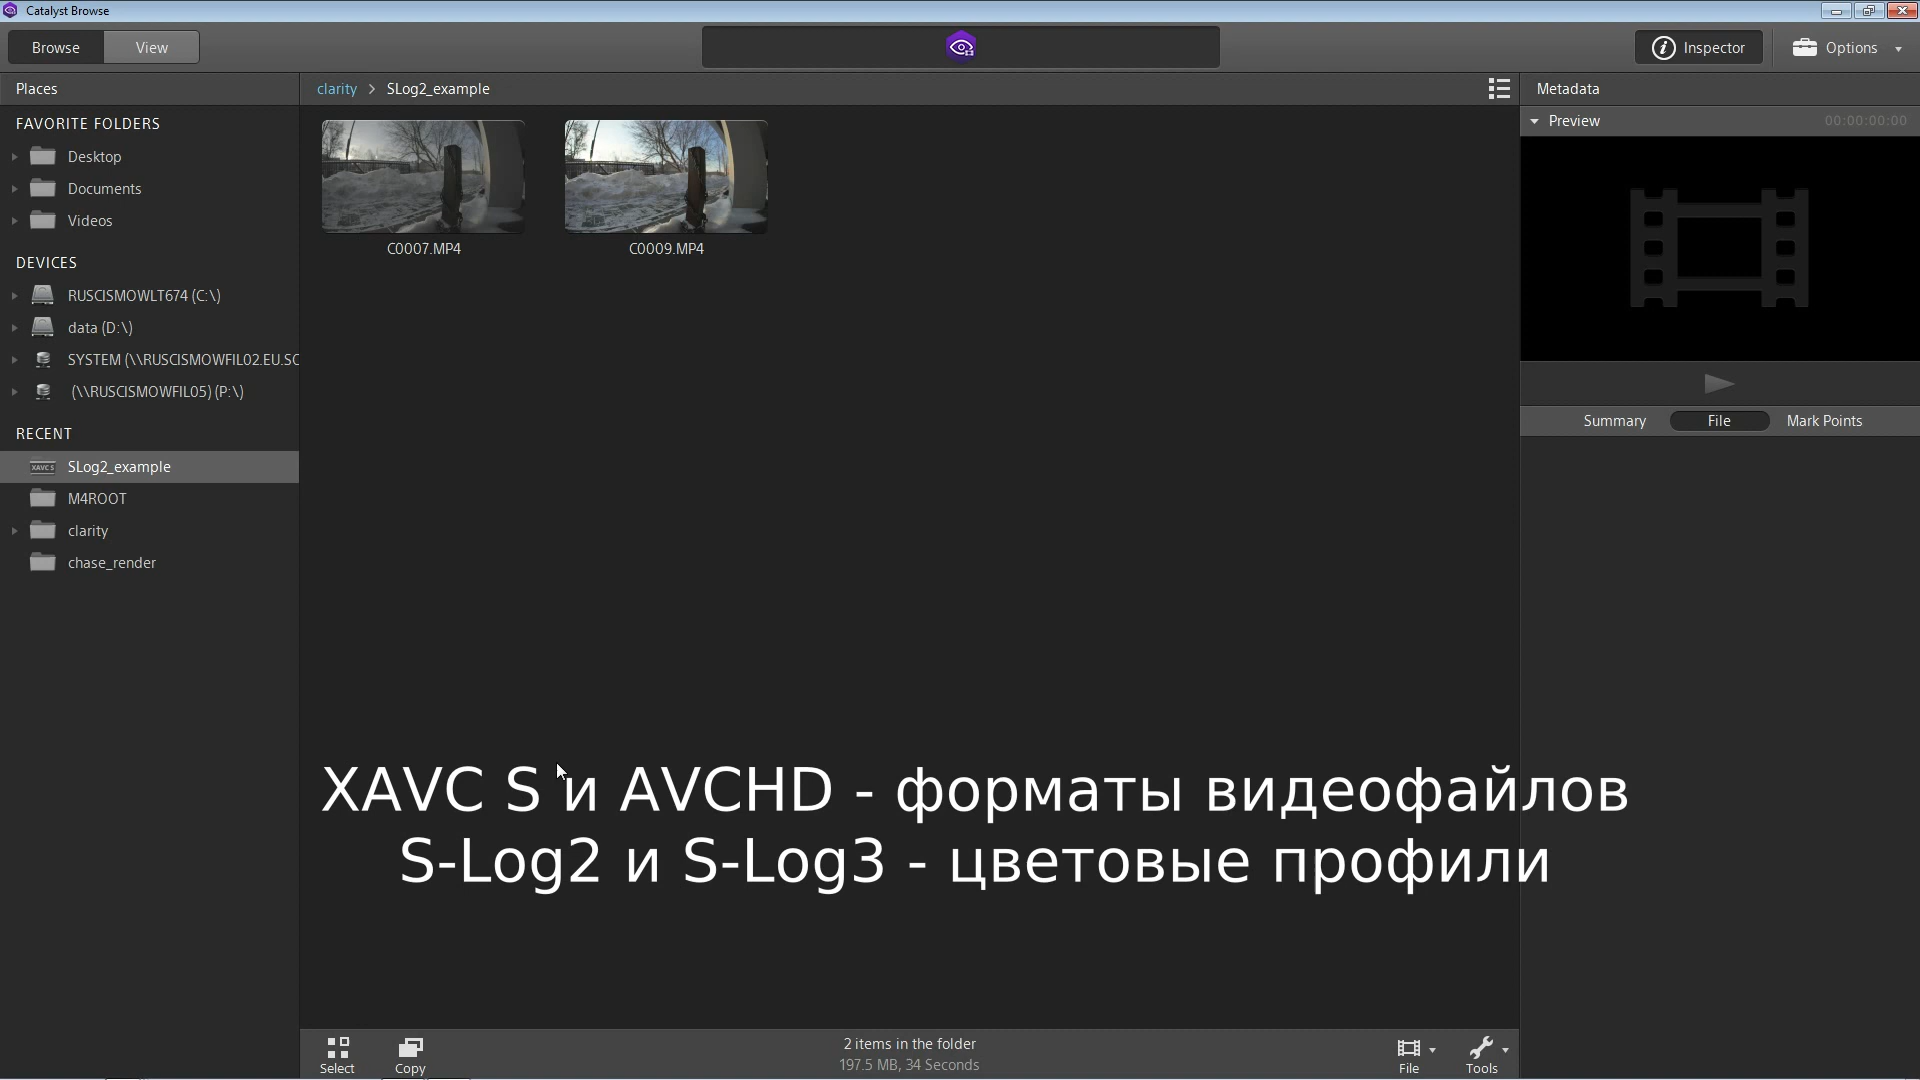 Catalyst Browse
Browse
View
Inspector
Options
Places
clarity > SLog2_example
Metadata
FAVORITE FOLDERS
Desktop
Documents
Videos
DEVICES
RUSCISMOWLT674 (C:\)
data (D:\)
SYSTEM (\\RUSCISMOWFIL02.EU.SC
(\\RUSCISMOWFIL05) (P:\)
RECENT
XAVC S SLog2_example
M4ROOT
clarity
chase_render
C0007.MP4
C0009.MP4
Preview 00:00:00;00
Summary
File
Mark Points
XAVC S и AVCHD - форматы видеофайлов
S-Log2 и S-Log3 - цветовые профили
Select
Copy
2 items in the folder
197.5 MB, 34 Seconds
File
Tools